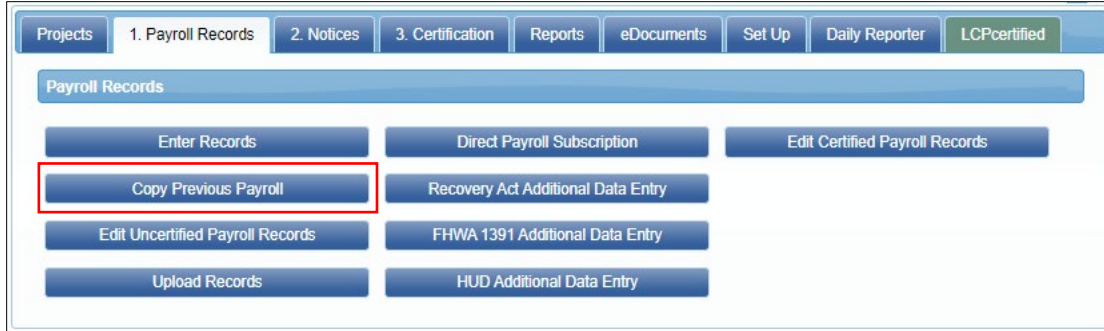 Projects 1. Payroll Records 2. Notices 3. Certification Reports eDocuments Set Up Daily Reporter LCPcertified
Payroll Records
Enter Records Direct Payroll Subscription Edit Certified Payroll Records
Copy Previous Payroll Recovery Act Additional Data Entry
Edit Uncertified Payroll Records FHWA 1391 Additional Data Entry
Upload Records HUD Additional Data Entry